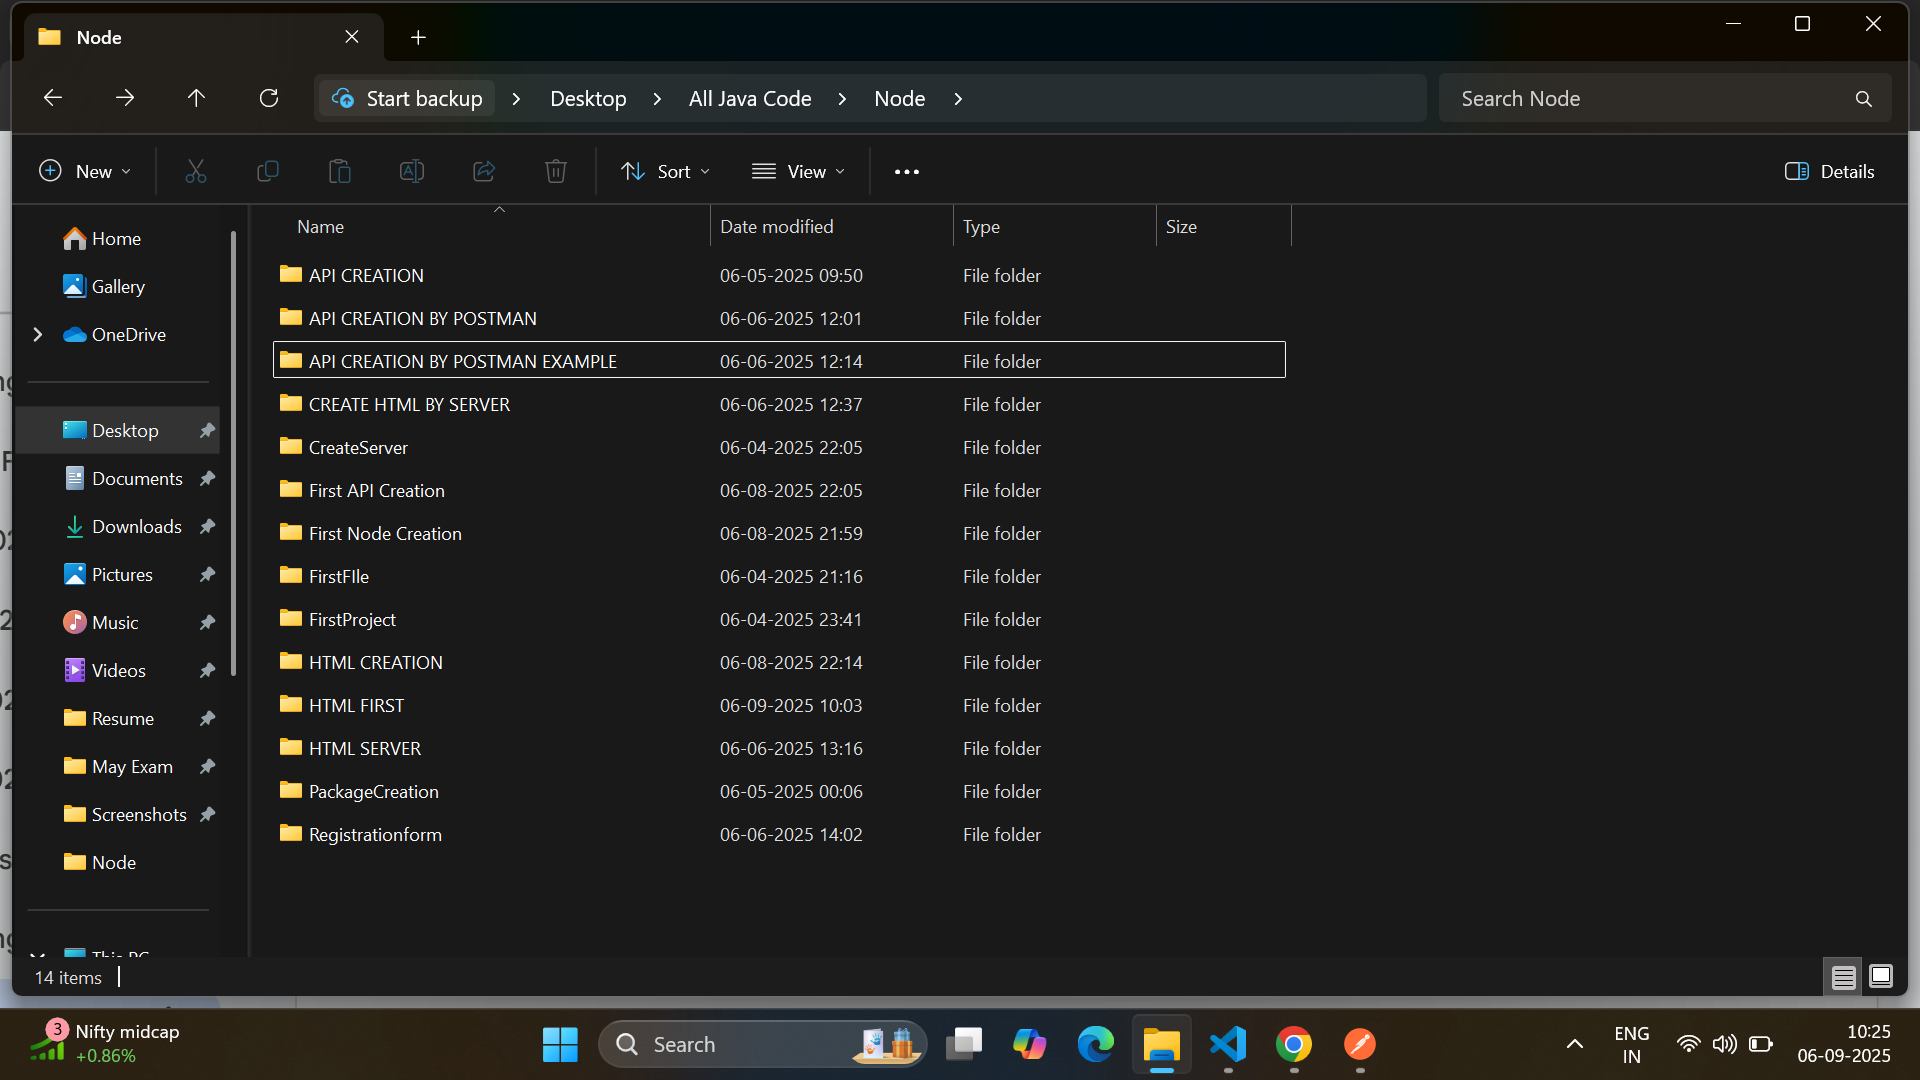 Node
Start backup > Desktop > All Java Code > Node >
Search Node
New
Sort
View
Details
Name
Date modified
Type
Size
Home
Gallery
OneDrive
Desktop
Documents
Downloads
Pictures
Music
Videos
Resume
May Exam
Screenshots
Node
This PC
API CREATION 06-05-2025 09:50 File folder
API CREATION BY POSTMAN 06-06-2025 12:01 File folder
API CREATION BY POSTMAN EXAMPLE 06-06-2025 12:14 File folder
CREATE HTML BY SERVER 06-06-2025 12:37 File folder
CreateServer 06-04-2025 22:05 File folder
First API Creation 06-08-2025 22:05 File folder
First Node Creation 06-08-2025 21:59 File folder
FirstFIle 06-04-2025 21:16 File folder
FirstProject 06-04-2025 23:41 File folder
HTML CREATION 06-08-2025 22:14 File folder
HTML FIRST 06-09-2025 10:03 File folder
HTML SERVER 06-06-2025 13:16 File folder
PackageCreation 06-05-2025 00:06 File folder
Registrationform 06-06-2025 14:02 File folder
14 items
3
Nifty midcap
+0.86%
Search
ENG
IN
10:25
06-09-2025